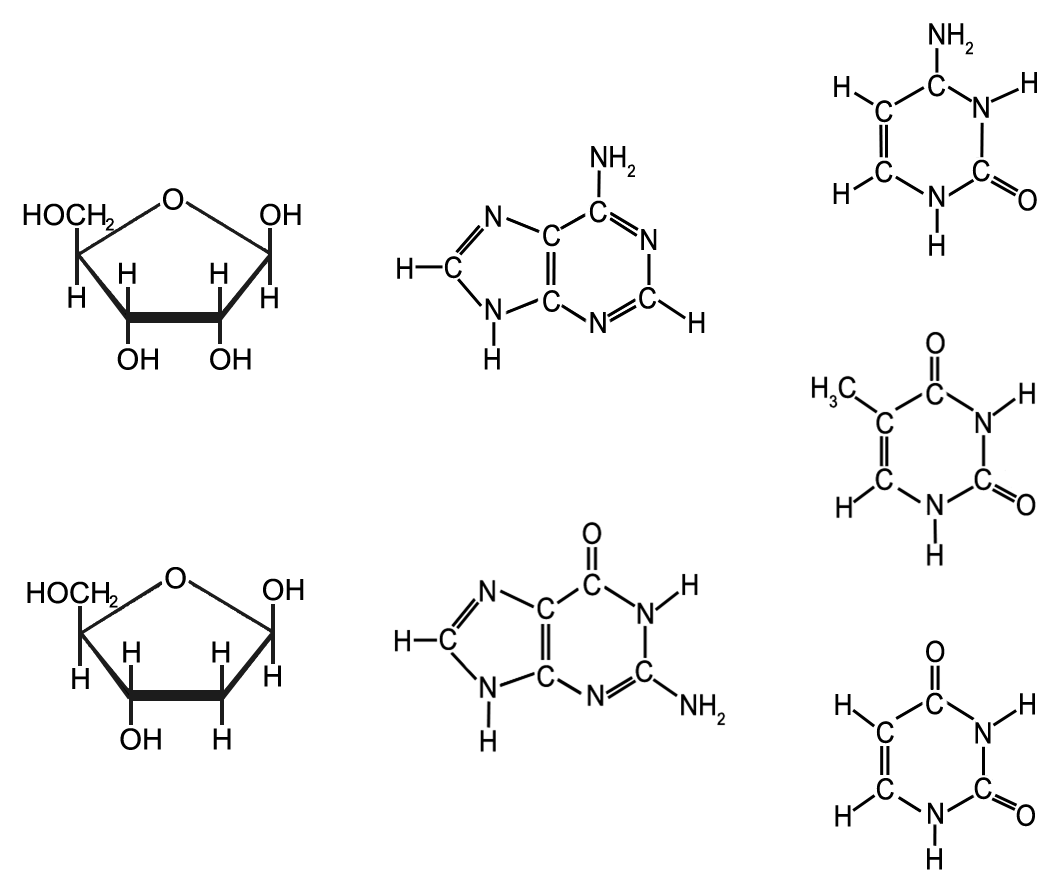 O
HOCH₂ OH
H H
H H
OH OH
NH₂
N C
C N
H C
N C C
N H
H
NH₂
H C H
C N
C C
H N O
H
O
H₃C C H
C N
C C
H N O
H
O
HOCH₂ OH
H H
H H
OH H
O
N C H
C N
H C
N C C
N NH₂
H
O
H C H
C N
C C
H N O
H